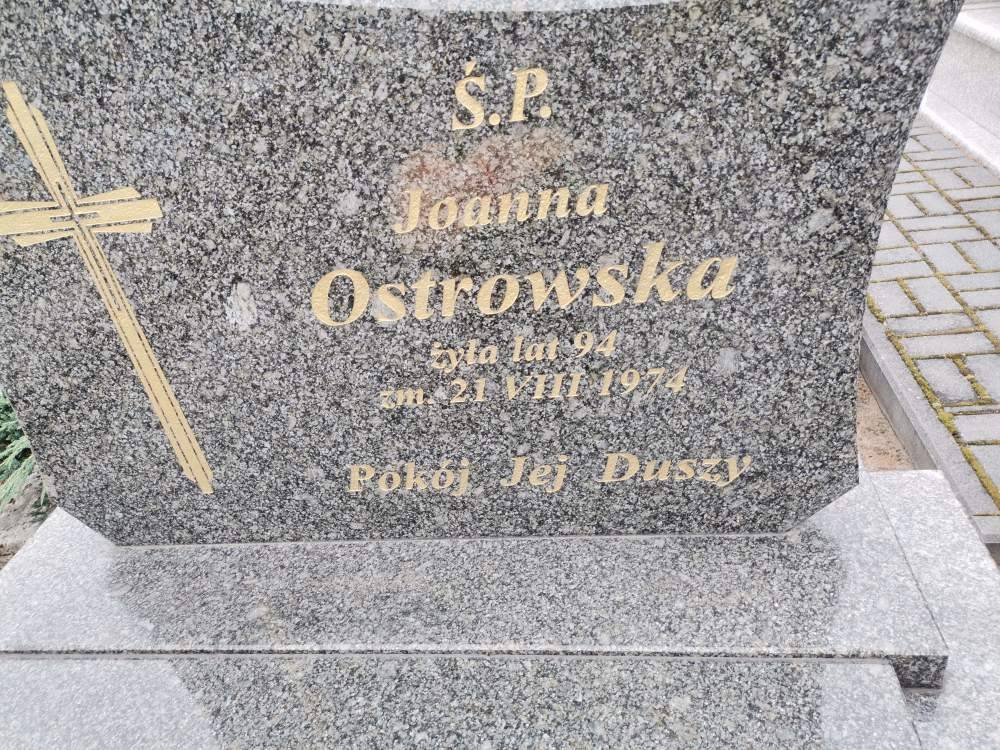 Ś.P.
Joanna
Ostrowska
żyła lat 94
zm. 21 VIII 1974
Pokój Jej Duszy